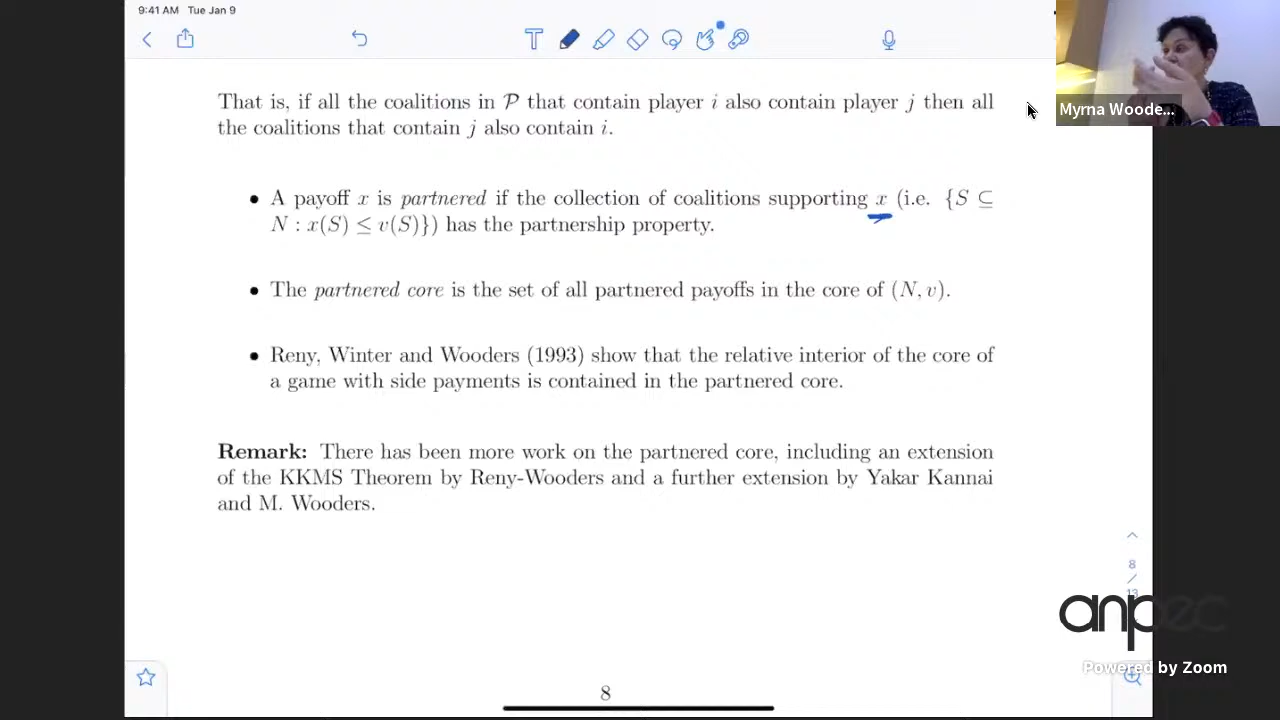 9:41 AM Tue Jan 9
Myrna Woode...
That is, if all the coalitions in 𝒫 that contain player i also contain player j then all
the coalitions that contain j also contain i.
• A payoff x is partnered if the collection of coalitions supporting x (i.e. {S ⊆
N : x(S) ≤ v(S)}) has the partnership property.
• The partnered core is the set of all partnered payoffs in the core of (N, v).
• Reny, Winter and Wooders (1993) show that the relative interior of the core of
a game with side payments is contained in the partnered core.
Remark: There has been more work on the partnered core, including an extension
of the KKMS Theorem by Reny-Wooders and a further extension by Yakar Kannai
and M. Wooders.
8
/
13
anpec
Powered by Zoom
8